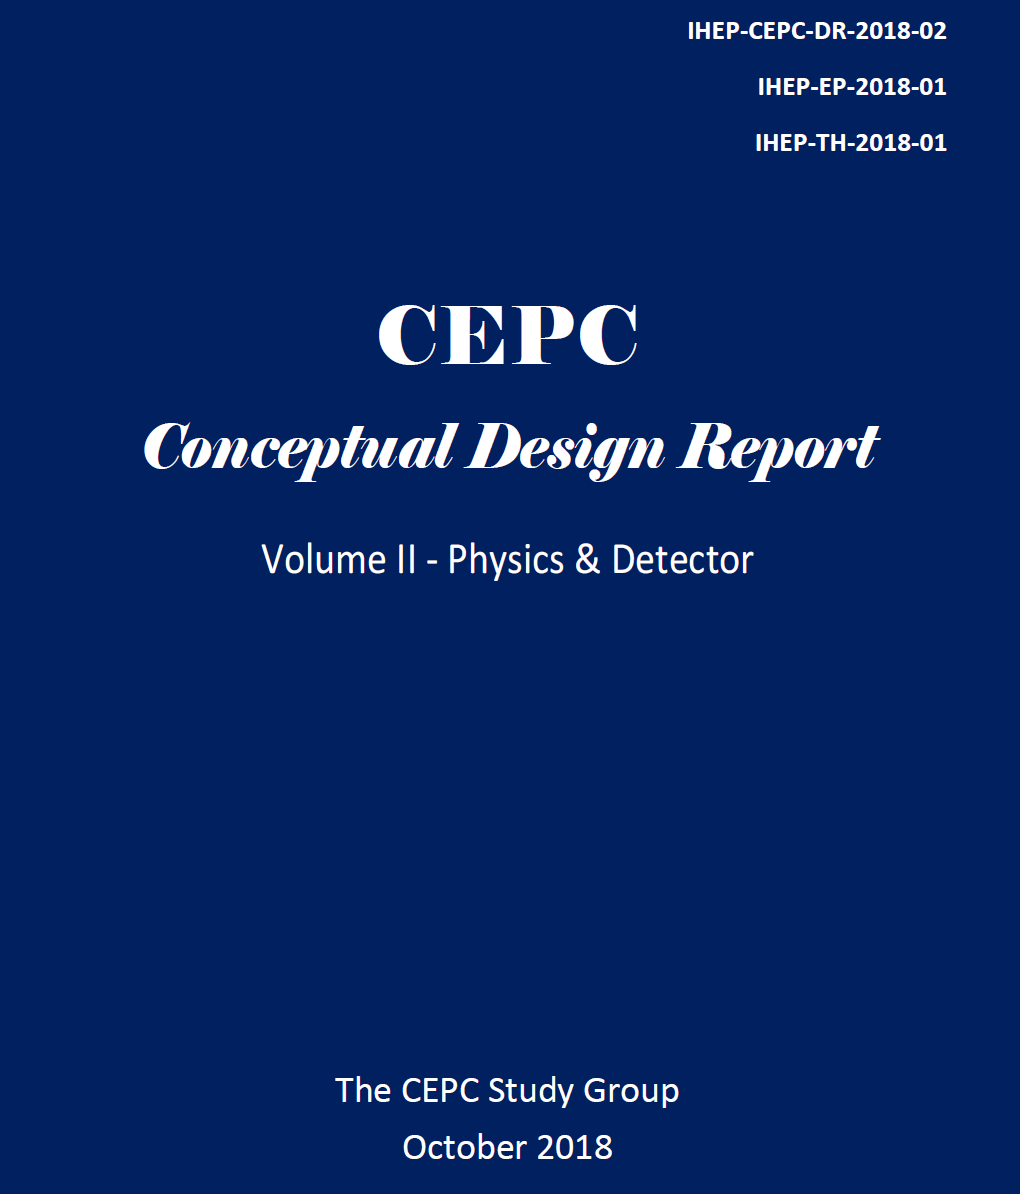 IHEP-CEPC-DR-2018-02
IHEP-EP-2018-01
IHEP-TH-2018-01
CEPC
Conceptual Design Report
Volume II - Physics & Detector
The CEPC Study Group
October 2018